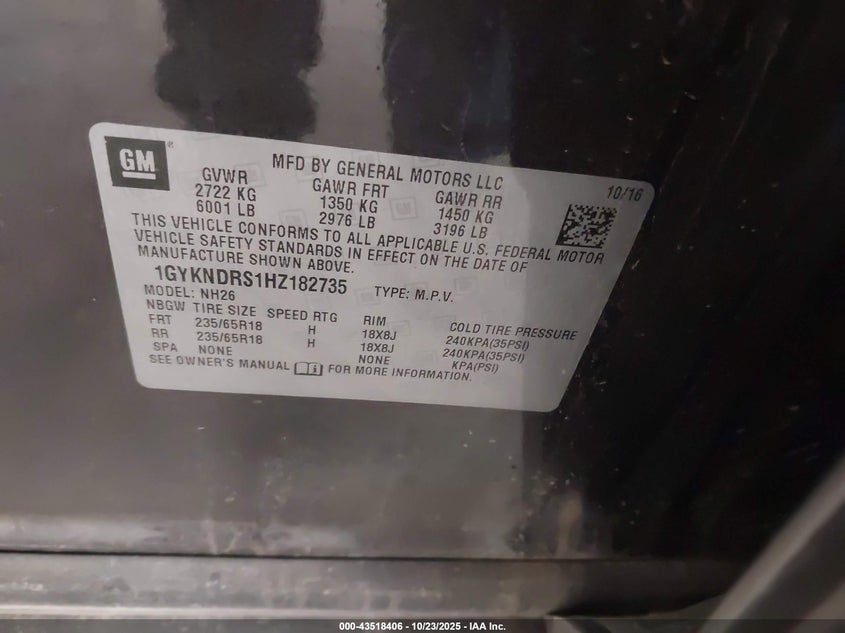 GM
MFD BY GENERAL MOTORS LLC
10/16
GVWR GAWR FRT GAWR RR
2722 KG 1350 KG 1450 KG
6001 LB 2976 LB 3196 LB
THIS VEHICLE CONFORMS TO ALL APPLICABLE U.S. FEDERAL MOTOR
VEHICLE SAFETY STANDARDS IN EFFECT ON THE DATE OF
MANUFACTURE SHOWN ABOVE.
1GYKNDRS1HZ182735 TYPE: M.P.V.
MODEL: NH26
NBGW TIRE SIZE SPEED RTG RIM COLD TIRE PRESSURE
FRT 235/65R18 H 18X8J 240KPA(35PSI)
RR 235/65R18 H 18X8J 240KPA(35PSI)
SPA NONE NONE KPA(PSI)
SEE OWNER'S MANUAL FOR MORE INFORMATION.
000-43518406 - 10/23/2025 - IAA Inc.